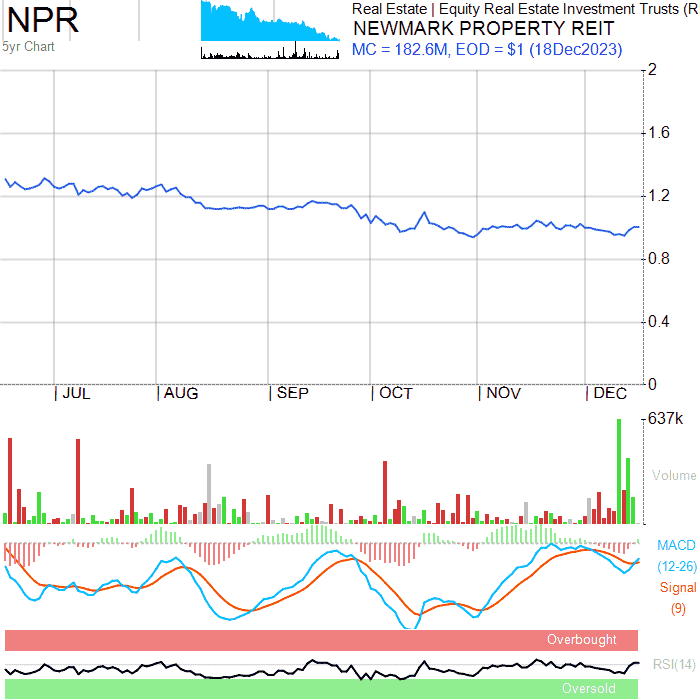 NPR
5yr Chart
Real Estate | Equity Real Estate Investment Trusts (R
NEWMARK PROPERTY REIT
MC = 182.6M, EOD = $1 (18Dec2023)
2
1.6
1.2
0.8
0.4
0
| JUL | AUG | SEP | OCT | NOV | DEC
637k
Volume
MACD
(12-26)
Signal
(9)
Overbought
RSI(14)
Oversold